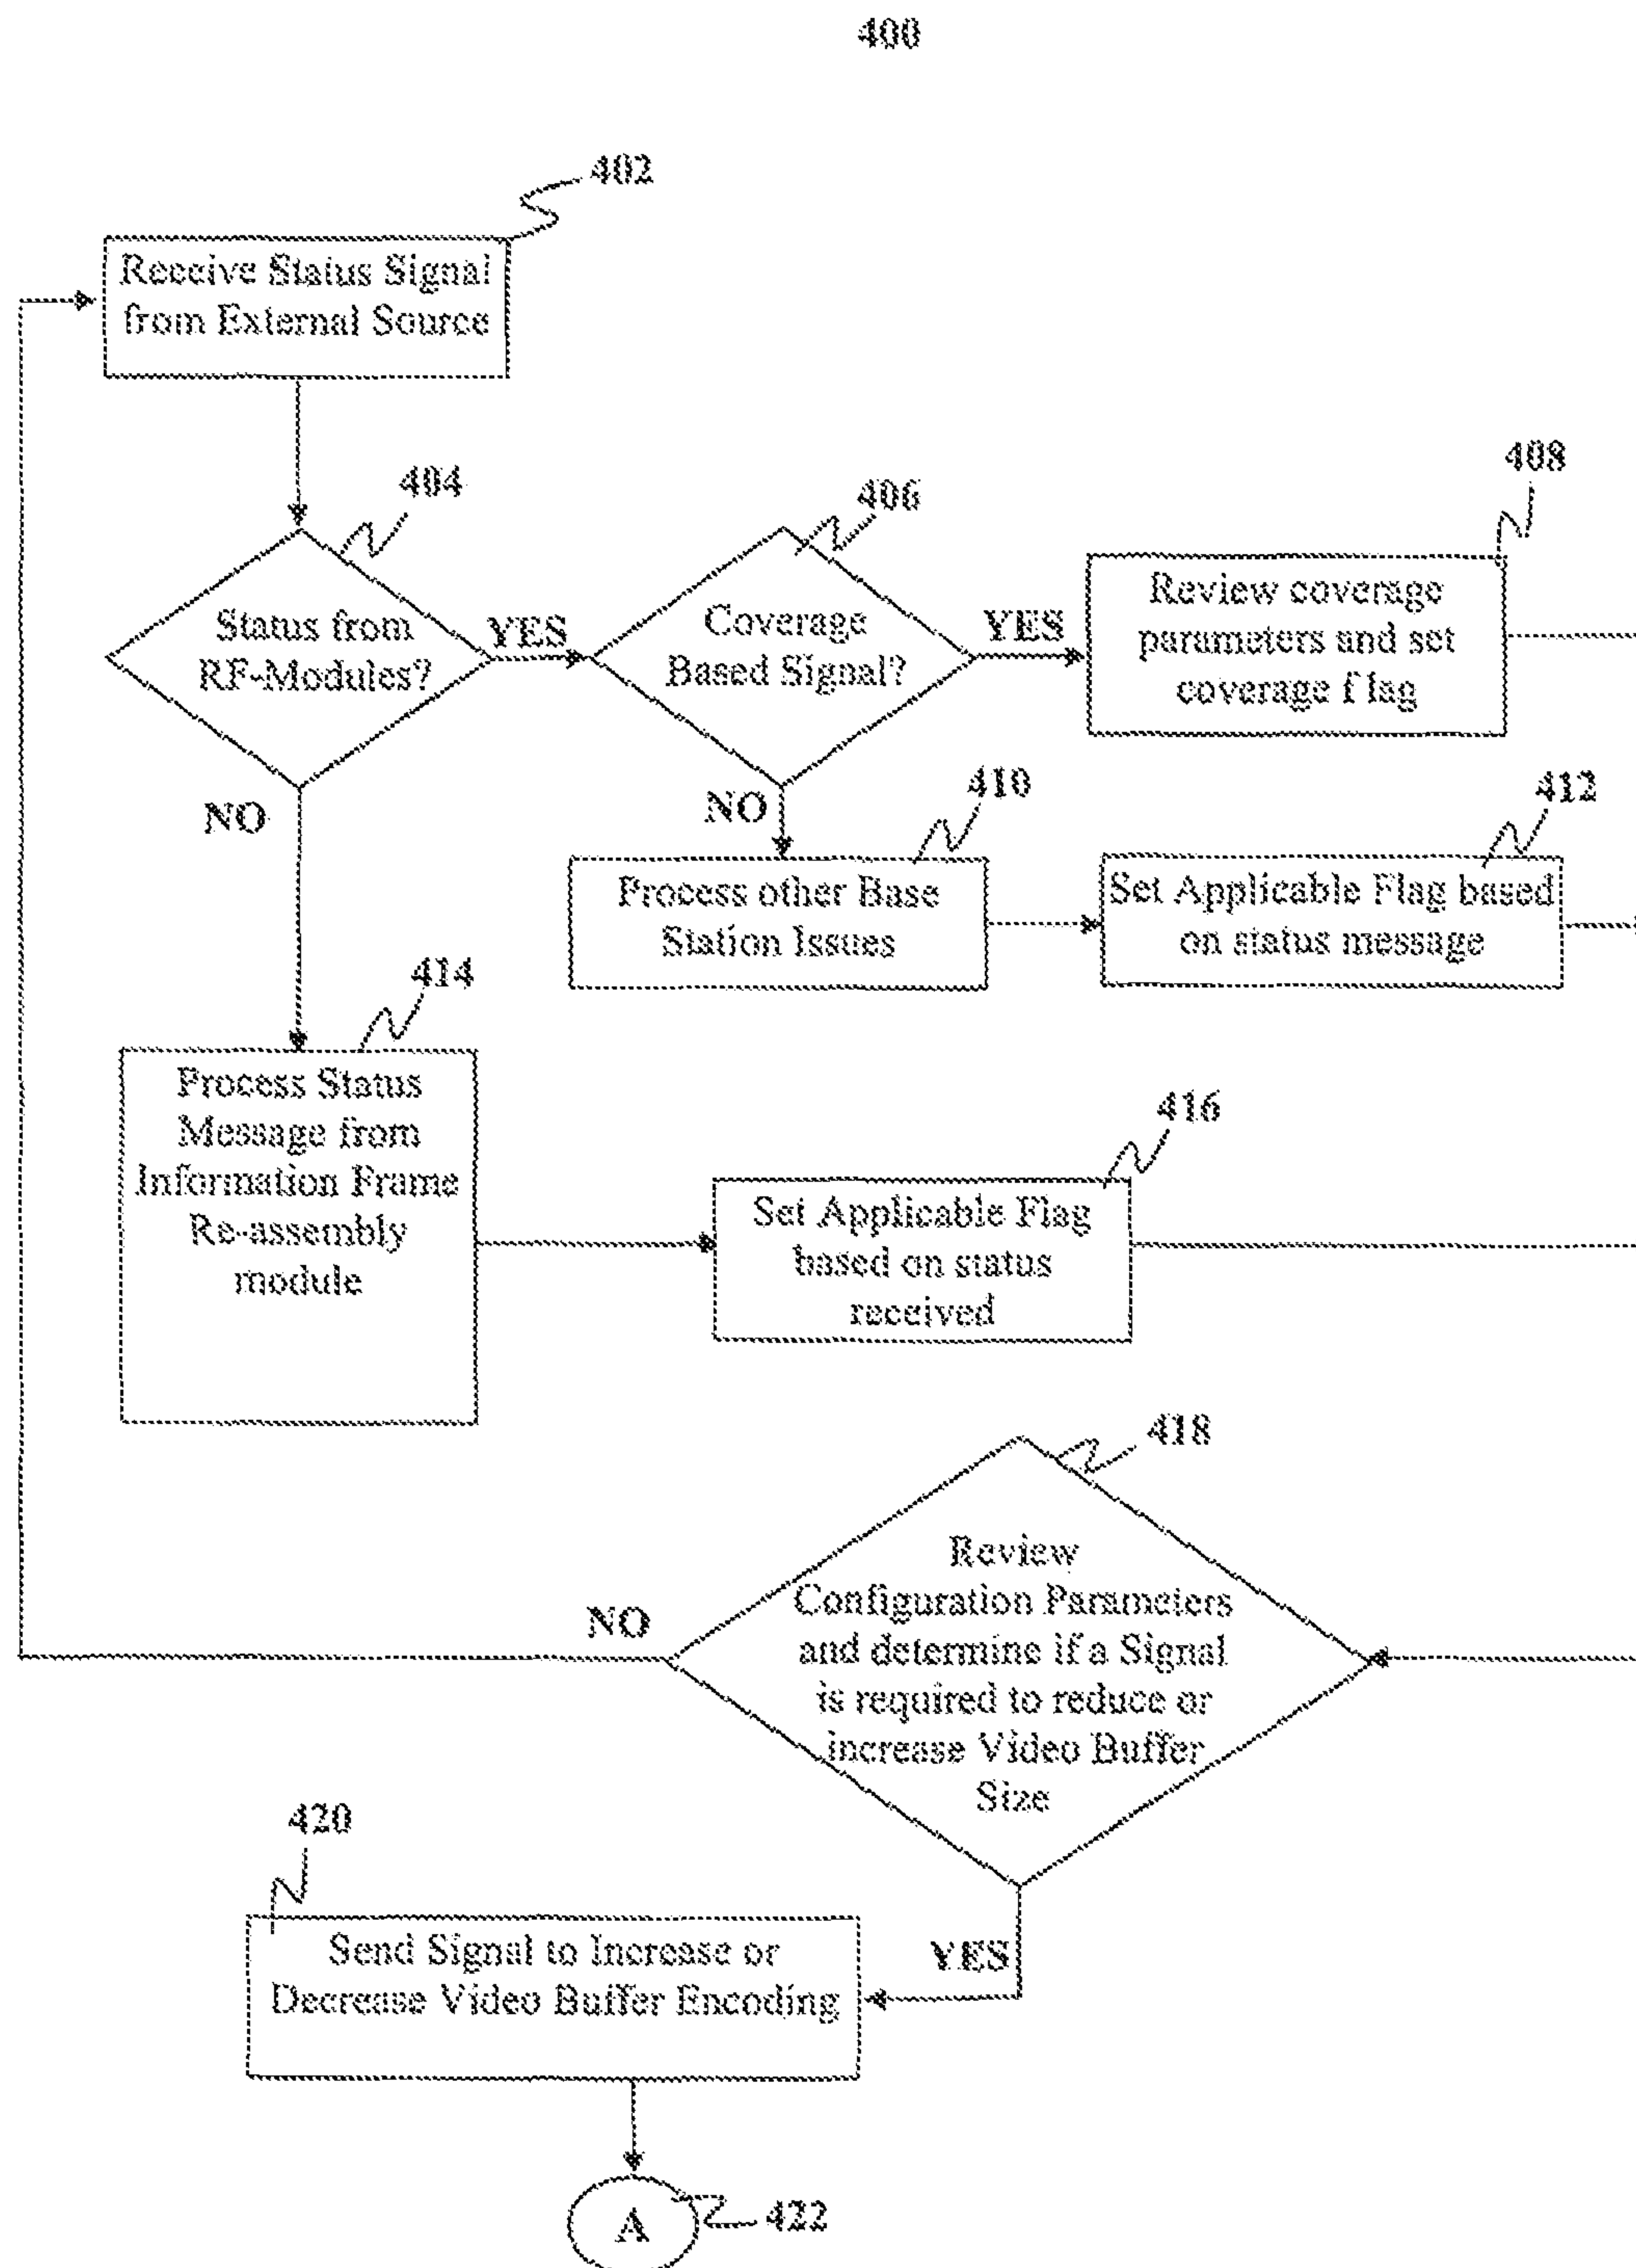 400
402
Receive Status Signal
from External Source
404
406
408
Status from
RF-Modules?
YES
Coverage
Based Signal?
YES
Review coverage
parameters and set
coverage f lag
NO
NO
410
412
Process other Base
Station Issues
Set Applicable Flag based
on status message
414
Process Status
Message from
Information Frame
Re-assembly
module
416
Set Applicable Flag
based on status
received
418
Review
Configuration Parameters
and determine if a Signal
is required to reduce or
increase Video Buffer
Size
NO
YES
420
Send Signal to Increase or
Decrease Video Buffer Encoding
A
422